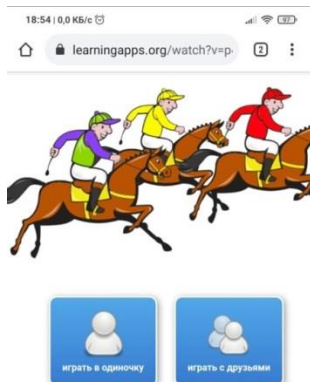 18:54 | 0,0 КБ/с
97
learningapps.org/watch?v=p
2
играть в одиночку
играть с друзьями